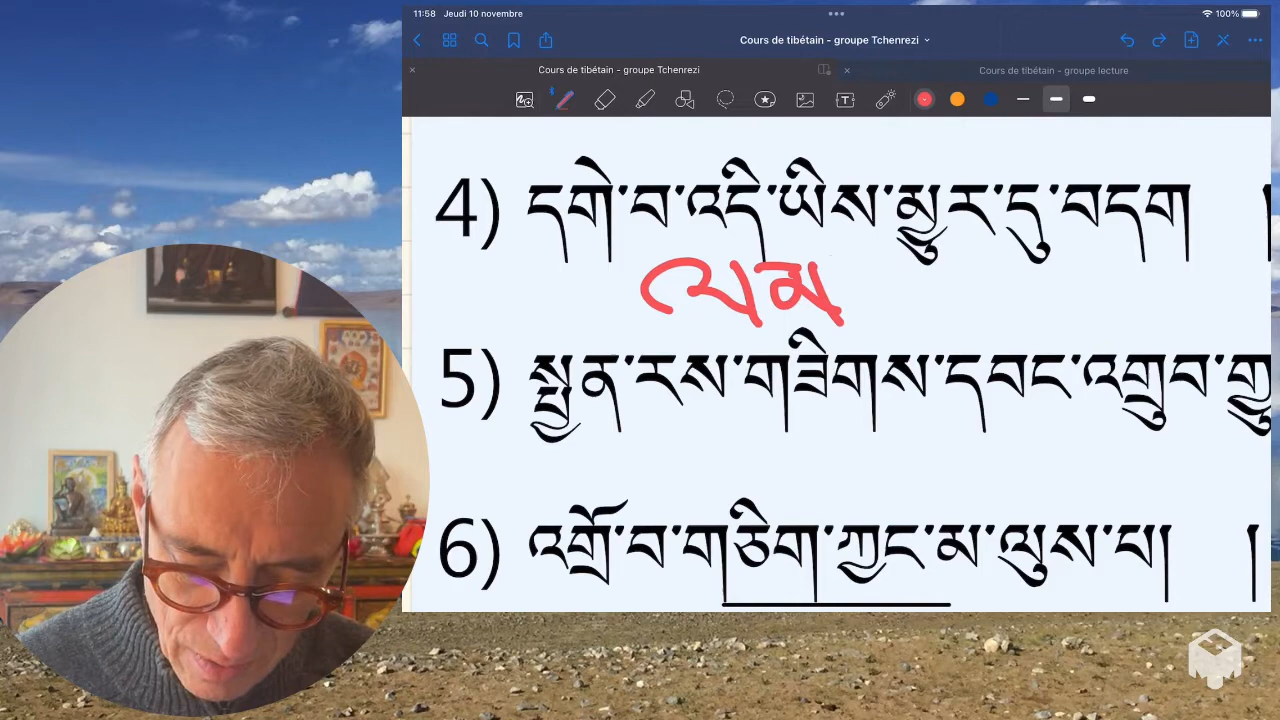 11:58 Jeudi 10 novembre
100%
Cours de tibétain - groupe Tchenrezi
Cours de tibétain - groupe Tchenrezi
Cours de tibétain - groupe lecture
4) དགེ་བ་འདི་ཡིས་མྱུར་དུ་བདག །
ལམ
5) སྤྱན་རས་གཟིགས་དབང་འགྲུབ་གྱུ
6) འགྲོ་བ་གཅིག་ཀྱང་མ་ལུས་པ། །